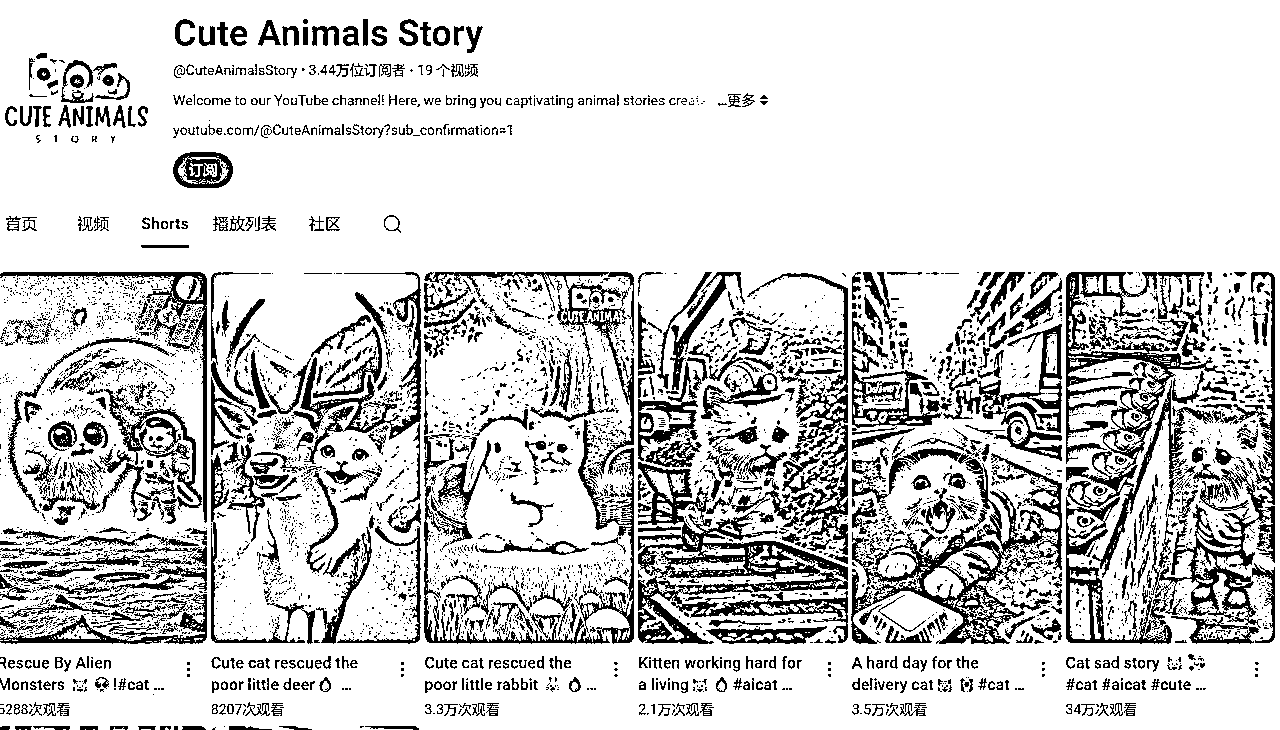 Cute Animals Story
@CuteAnimalsStory • 3.44万位订阅者 • 19 个视频
Welcome to our YouTube channel! Here, we bring you captivating animal stories create ...更多
youtube.com/@CuteAnimalsStory?sub_confirmation=1
CUTE ANIMALS
STORY
订阅
首页 视频 Shorts 播放列表 社区
CUTE ANIMAL
Rescue By Alien
Monsters 🐱 👽 !#cat ...
5288次观看
Cute cat rescued the
poor little deer 🔥 ...
8207次观看
Cute cat rescued the
poor little rabbit 🐰 🔥 ...
3.3万次观看
Kitten working hard for
a living 🐱 🔥 #aicat ...
2.1万次观看
A hard day for the
delivery cat 🐱 #cat ...
3.5万次观看
Cat sad story 🐱
#cat #aicat #cute ...
34万次观看